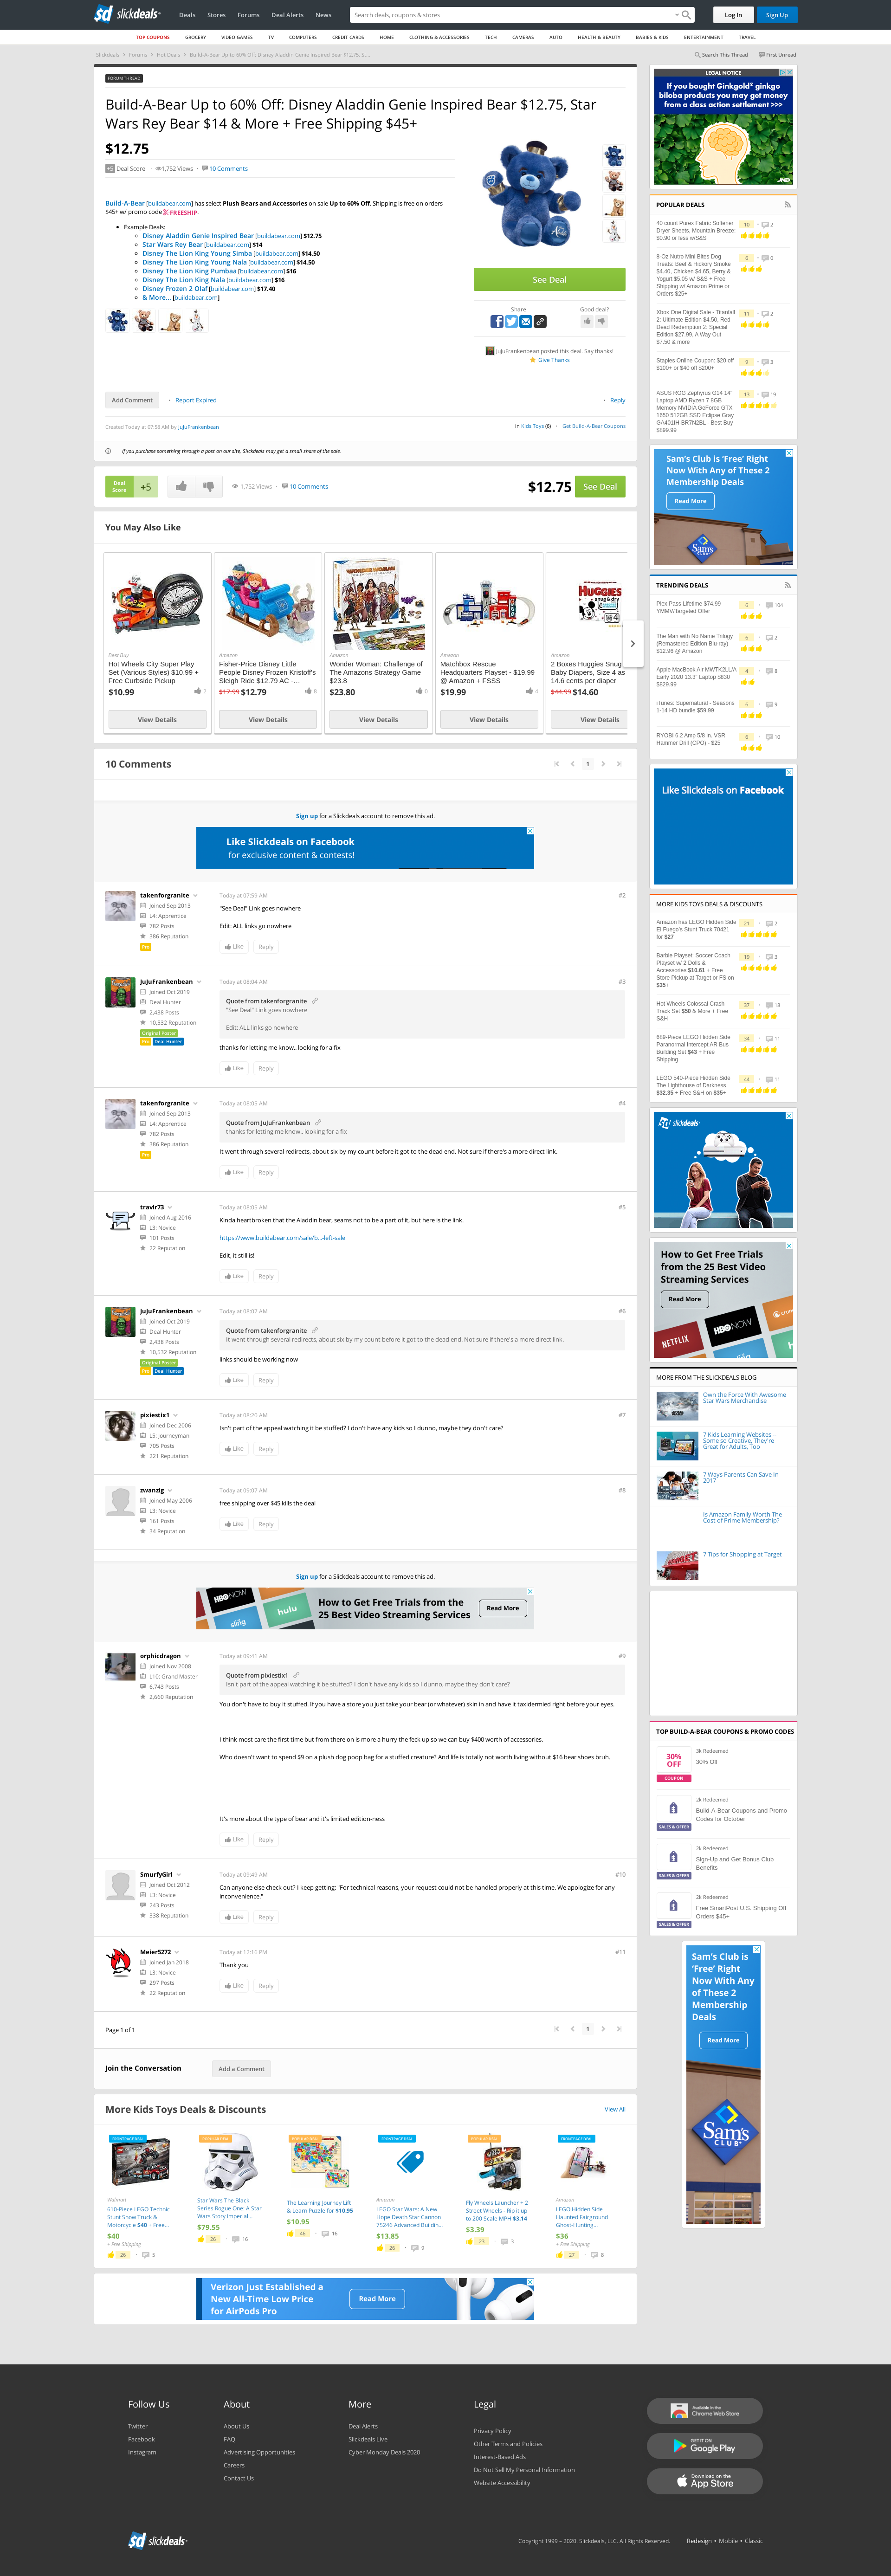 slickdeals
Deals
Stores
Forums
Deal Alerts
News
Search deals, coupons & stores
Log In
Sign Up
TOP COUPONS
GROCERY
VIDEO GAMES
TV
COMPUTERS
CREDIT CARDS
HOME
CLOTHING & ACCESSORIES
TECH
CAMERAS
AUTO
HEALTH & BEAUTY
BABIES & KIDS
ENTERTAINMENT
TRAVEL
Slickdeals > Forums > Hot Deals > Build-A-Bear Up to 60% Off: Disney Aladdin Genie Inspired Bear $12.75, St...
Search This Thread
First Unread
FORUM THREAD
Build-A-Bear Up to 60% Off: Disney Aladdin Genie Inspired Bear $12.75, Star
Wars Rey Bear $14 & More + Free Shipping $45+
$12.75
+5 Deal Score
1,752 Views
10 Comments
Build-A-Bear [buildabear.com] has select Plush Bears and Accessories on sale Up to 60% Off. Shipping is free on orders
$45+ w/ promo code FREESHIP.
Example Deals:
Disney Aladdin Genie Inspired Bear [buildabear.com] $12.75
Star Wars Rey Bear [buildabear.com] $14
Disney The Lion King Young Simba [buildabear.com] $14.50
Disney The Lion King Young Nala [buildabear.com] $14.50
Disney The Lion King Pumbaa [buildabear.com] $16
Disney The Lion King Nala [buildabear.com] $16
Disney Frozen 2 Olaf [buildabear.com] $17.40
& More... [buildabear.com]
See Deal
Share
Good deal?
JuJuFrankenbean posted this deal. Say thanks!
Give Thanks
Add Comment
Report Expired
Reply
Created Today at 07:58 AM by JuJuFrankenbean
in Kids Toys (6)
Get Build-A-Bear Coupons
If you purchase something through a post on our site, Slickdeals may get a small share of the sale.
Deal
Score
+5
1,752 Views
10 Comments
$12.75
See Deal
You May Also Like
Best Buy
Hot Wheels City Super Play
Set (Various Styles) $10.99 +
Free Curbside Pickup
$10.99
2
View Details
Amazon
Fisher-Price Disney Little
People Disney Frozen Kristoff's
Sleigh Ride $12.79 AC -...
$17.99 $12.79
6
View Details
Amazon
Wonder Woman: Challenge of
The Amazons Strategy Game
$23.8
$23.80
0
View Details
Amazon
Matchbox Rescue
Headquarters Playset - $19.99
@ Amazon + FSSS
$19.99
4
View Details
Amazon
2 Boxes Huggies Snug
Baby Diapers, Size 4 as
14.6 cents per diaper
$44.99 $14.60
View Details
10 Comments
1
Sign up for a Slickdeals account to remove this ad.
Like Slickdeals on Facebook
for exclusive content & contests!
takenforgranite
Joined Sep 2013
L4: Apprentice
782 Posts
386 Reputation
Pro
Today at 07:59 AM
#2
"See Deal" Link goes nowhere
Edit: ALL links go nowhere
Like
Reply
JuJuFrankenbean
Joined Oct 2019
Deal Hunter
2,438 Posts
10,532 Reputation
Original Poster
Pro
Deal Hunter
Today at 08:04 AM
#3
Quote from takenforgranite
"See Deal" Link goes nowhere
Edit: ALL links go nowhere
thanks for letting me know.. looking for a fix
Like
Reply
takenforgranite
Joined Sep 2013
L4: Apprentice
782 Posts
386 Reputation
Pro
Today at 08:05 AM
#4
Quote from JuJuFrankenbean
thanks for letting me know.. looking for a fix
It went through several redirects, about six by my count before it got to the dead end. Not sure if there's a more direct link.
Like
Reply
travlr73
Joined Aug 2016
L3: Novice
101 Posts
22 Reputation
Today at 08:05 AM
#5
Kinda heartbroken that the Aladdin bear, seams not to be a part of it, but here is the link.
https://www.buildabear.com/sale/b...-left-sale
Edit, it still is!
Like
Reply
JuJuFrankenbean
Joined Oct 2019
Deal Hunter
2,438 Posts
10,532 Reputation
Original Poster
Pro
Deal Hunter
Today at 08:07 AM
#6
Quote from takenforgranite
It went through several redirects, about six by my count before it got to the dead end. Not sure if there's a more direct link.
links should be working now
Like
Reply
pixiestix1
Joined Dec 2006
L5: Journeyman
705 Posts
221 Reputation
Today at 08:20 AM
#7
Isn't part of the appeal watching it be stuffed? I don't have any kids so I dunno, maybe they don't care?
Like
Reply
zwanzig
Joined May 2006
L3: Novice
161 Posts
34 Reputation
Today at 09:07 AM
#8
free shipping over $45 kills the deal
Like
Reply
Sign up for a Slickdeals account to remove this ad.
HBO NOW
sling
hulu
How to Get Free Trials from the
25 Best Video Streaming Services
Read More
orphicdragon
Joined Nov 2008
L10: Grand Master
6,743 Posts
2,660 Reputation
Today at 09:41 AM
#9
Quote from pixiestix1
Isn't part of the appeal watching it be stuffed? I don't have any kids so I dunno, maybe they don't care?
You don't have to buy it stuffed. If you have a store you just take your bear (or whatever) skin in and have it taxidermied right before your eyes.
I think most care the first time but from there on is more a hurry the heck up so we can buy $400 worth of accessories.
Who doesn't want to spend $9 on a plush dog poop bag for a stuffed creature? And life is totally not worth living without $16 bear shoes bruh.
It's more about the type of bear and it's limited edition-ness
Like
Reply
SmurfyGirl
Joined Oct 2012
L3: Novice
243 Posts
338 Reputation
Today at 09:49 AM
#10
Can anyone else check out? I keep getting: "For technical reasons, your request could not be handled properly at this time. We apologize for any
inconvenience."
Like
Reply
Meier5272
Joined Jan 2018
L3: Novice
297 Posts
22 Reputation
Today at 12:16 PM
#11
Thank you
Like
Reply
Page 1 of 1
1
Join the Conversation
Add a Comment
More Kids Toys Deals & Discounts
View All
FRONTPAGE DEAL
Walmart
610-Piece LEGO Technic
Stunt Show Truck &
Motorcycle $40 + Free...
$40
+ Free Shipping
26
5
POPULAR DEAL
Star Wars The Black
Series Rogue One: A Star
Wars Story Imperial...
$79.55
26
16
POPULAR DEAL
The Learning Journey Lift
& Learn Puzzle for $10.95
$10.95
46
16
FRONTPAGE DEAL
Amazon
LEGO Star Wars: A New
Hope Death Star Cannon
75246 Advanced Buildin...
$13.85
26
9
POPULAR DEAL
Fly Wheels Launcher + 2
Street Wheels - Rip it up
to 200 Scale MPH $3.14
$3.39
23
3
FRONTPAGE DEAL
Amazon
LEGO Hidden Side
Haunted Fairground
Ghost-Hunting...
$36
+ Free Shipping
27
8
Verizon Just Established a
New All-Time Low Price
for AirPods Pro
Read More
LEGAL NOTICE
If you bought Ginkgold® ginkgo
biloba products you may get money
from a class action settlement >>>
JND
POPULAR DEALS
40 count Purex Fabric Softener
Dryer Sheets, Mountain Breeze:
$0.90 or less w/S&S
10
2
8-Oz Nutro Mini Bites Dog
Treats: Beef & Hickory Smoke
$4.40, Chicken $4.65, Berry &
Yogurt $5.05 w/ S&S + Free
Shipping w/ Amazon Prime or
Orders $25+
6
0
Xbox One Digital Sale - Titanfall
2: Ultimate Edition $4.50, Red
Dead Redemption 2: Special
Edition $27.99, A Way Out
$7.50 & more
11
2
Staples Online Coupon: $20 off
$100+ or $40 off $200+
9
3
ASUS ROG Zephyrus G14 14"
Laptop AMD Ryzen 7 8GB
Memory NVIDIA GeForce GTX
1650 512GB SSD Eclipse Gray
GA401IH-BR7N2BL - Best Buy
$899.99
13
19
Sam's Club is 'Free' Right
Now With Any of These 2
Membership Deals
Read More
Sam's
CLUB
TRENDING DEALS
Plex Pass Lifetime $74.99
YMMV/Targeted Offer
6
104
The Man with No Name Trilogy
(Remastered Edition Blu-ray)
$12.96 @ Amazon
6
2
Apple MacBook Air MWTK2LL/A
Early 2020 13.3" Laptop $830
$829.99
4
8
iTunes: Supernatural - Seasons
1-14 HD bundle $59.99
6
9
RYOBI 6.2 Amp 5/8 in. VSR
Hammer Drill (CPO) - $25
6
10
Like Slickdeals on Facebook
MORE KIDS TOYS DEALS & DISCOUNTS
Amazon has LEGO Hidden Side
El Fuego's Stunt Truck 70421
for $27
21
2
Barbie Playset: Soccer Coach
Playset w/ 2 Dolls &
Accessories $10.61 + Free
Store Pickup at Target or FS on
$35+
19
3
Hot Wheels Colossal Crash
Track Set $50 & More + Free
S&H
37
18
689-Piece LEGO Hidden Side
Paranormal Intercept AR Bus
Building Set $43 + Free
Shipping
34
11
LEGO 540-Piece Hidden Side
The Lighthouse of Darkness
$32.35 + Free S&H on $35+
44
11
slickdeals
How to Get Free Trials
from the 25 Best Video
Streaming Services
Read More
NETFLIX
HBO NOW
MORE FROM THE SLICKDEALS BLOG
Own the Force With Awesome
Star Wars Merchandise
7 Kids Learning Websites –
Some so Creative, They're
Great for Adults, Too
7 Ways Parents Can Save In
2017
Is Amazon Family Worth The
Cost of Prime Membership?
7 Tips for Shopping at Target
TOP BUILD-A-BEAR COUPONS & PROMO CODES
30%
OFF
COUPON
3k Redeemed
30% Off
SALES & OFFER
2k Redeemed
Build-A-Bear Coupons and Promo
Codes for October
SALES & OFFER
2k Redeemed
Sign-Up and Get Bonus Club
Benefits
SALES & OFFER
2k Redeemed
Free SmartPost U.S. Shipping Off
Orders $45+
Sam's Club is
'Free' Right
Now With Any
of These 2
Membership
Deals
Read More
Sam's
CLUB
Follow Us
Twitter
Facebook
Instagram
About
About Us
FAQ
Advertising Opportunities
Careers
Contact Us
More
Deal Alerts
Slickdeals Live
Cyber Monday Deals 2020
Legal
Privacy Policy
Other Terms and Policies
Interest-Based Ads
Do Not Sell My Personal Information
Website Accessibility
Available in the
Chrome Web Store
GET IT ON
Google Play
Download on the
App Store
slickdeals
Copyright 1999 - 2020. Slickdeals, LLC. All Rights Reserved.
Redesign • Mobile • Classic